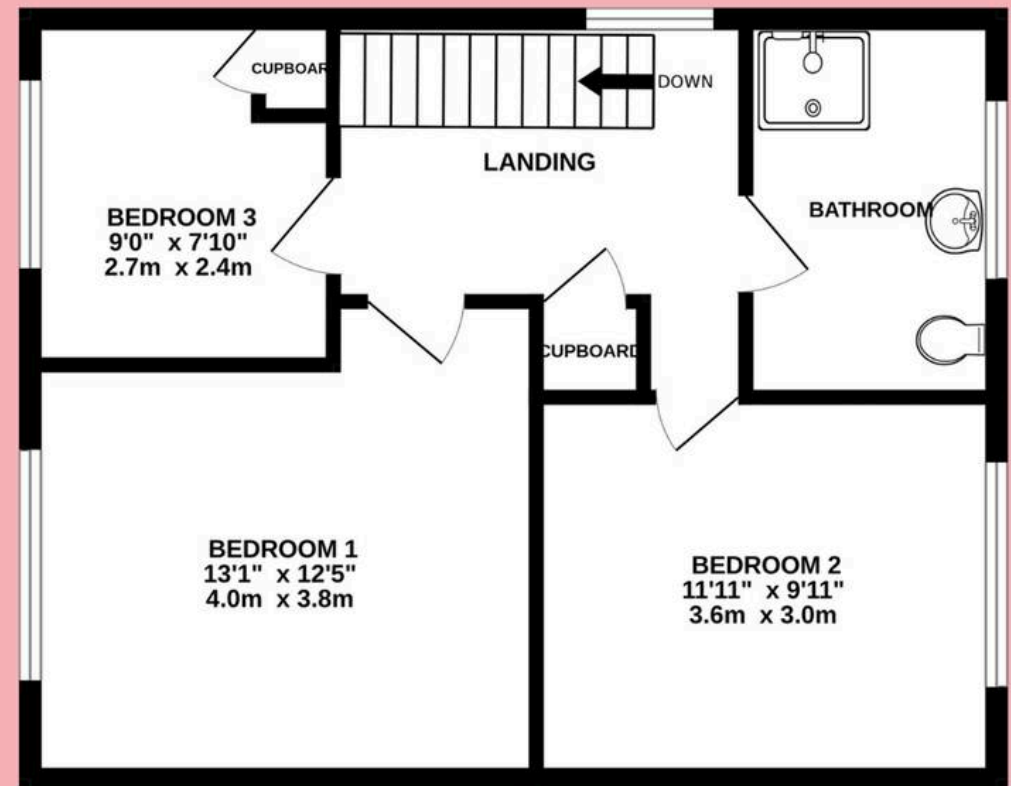 CUPBOAR
DOWN
LANDING
BEDROOM 3
9'0" x 7'10"
2.7m x 2.4m
BATHROOM
CUPBOARD
BEDROOM 1
13'1" x 12'5"
4.0m x 3.8m
BEDROOM 2
11'11" x 9'11"
3.6m x 3.0m